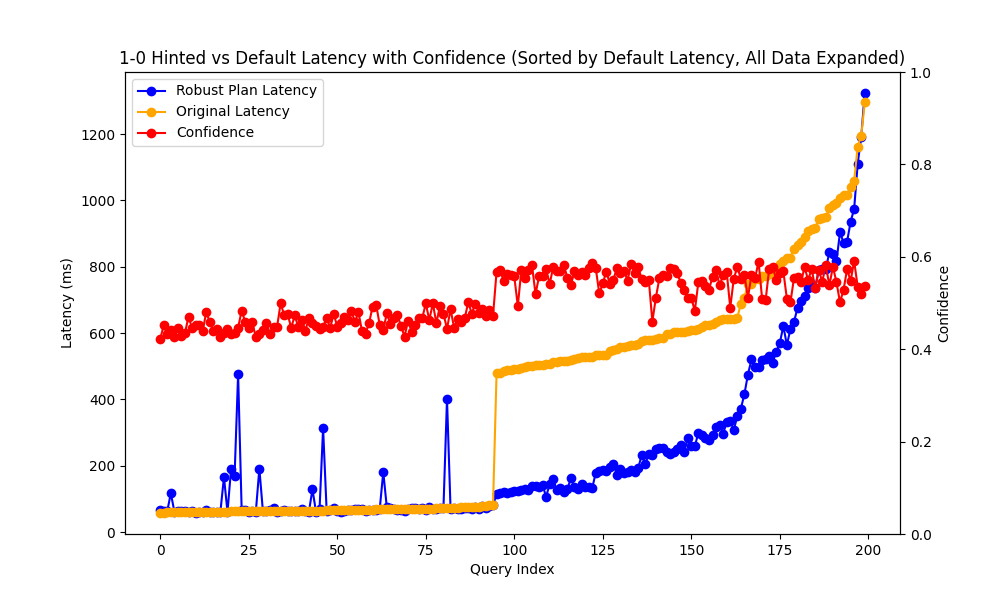 1-0 Hinted vs Default Latency with Confidence (Sorted by Default Latency, All Data Expanded)
Robust Plan Latency
Original Latency
Confidence
Latency (ms)
1200
1000
800
600
400
200
0
1.0
0.8
0.6
0.4
0.2
0.0
Confidence
0 25 50 75 100 125 150 175 200
Query Index